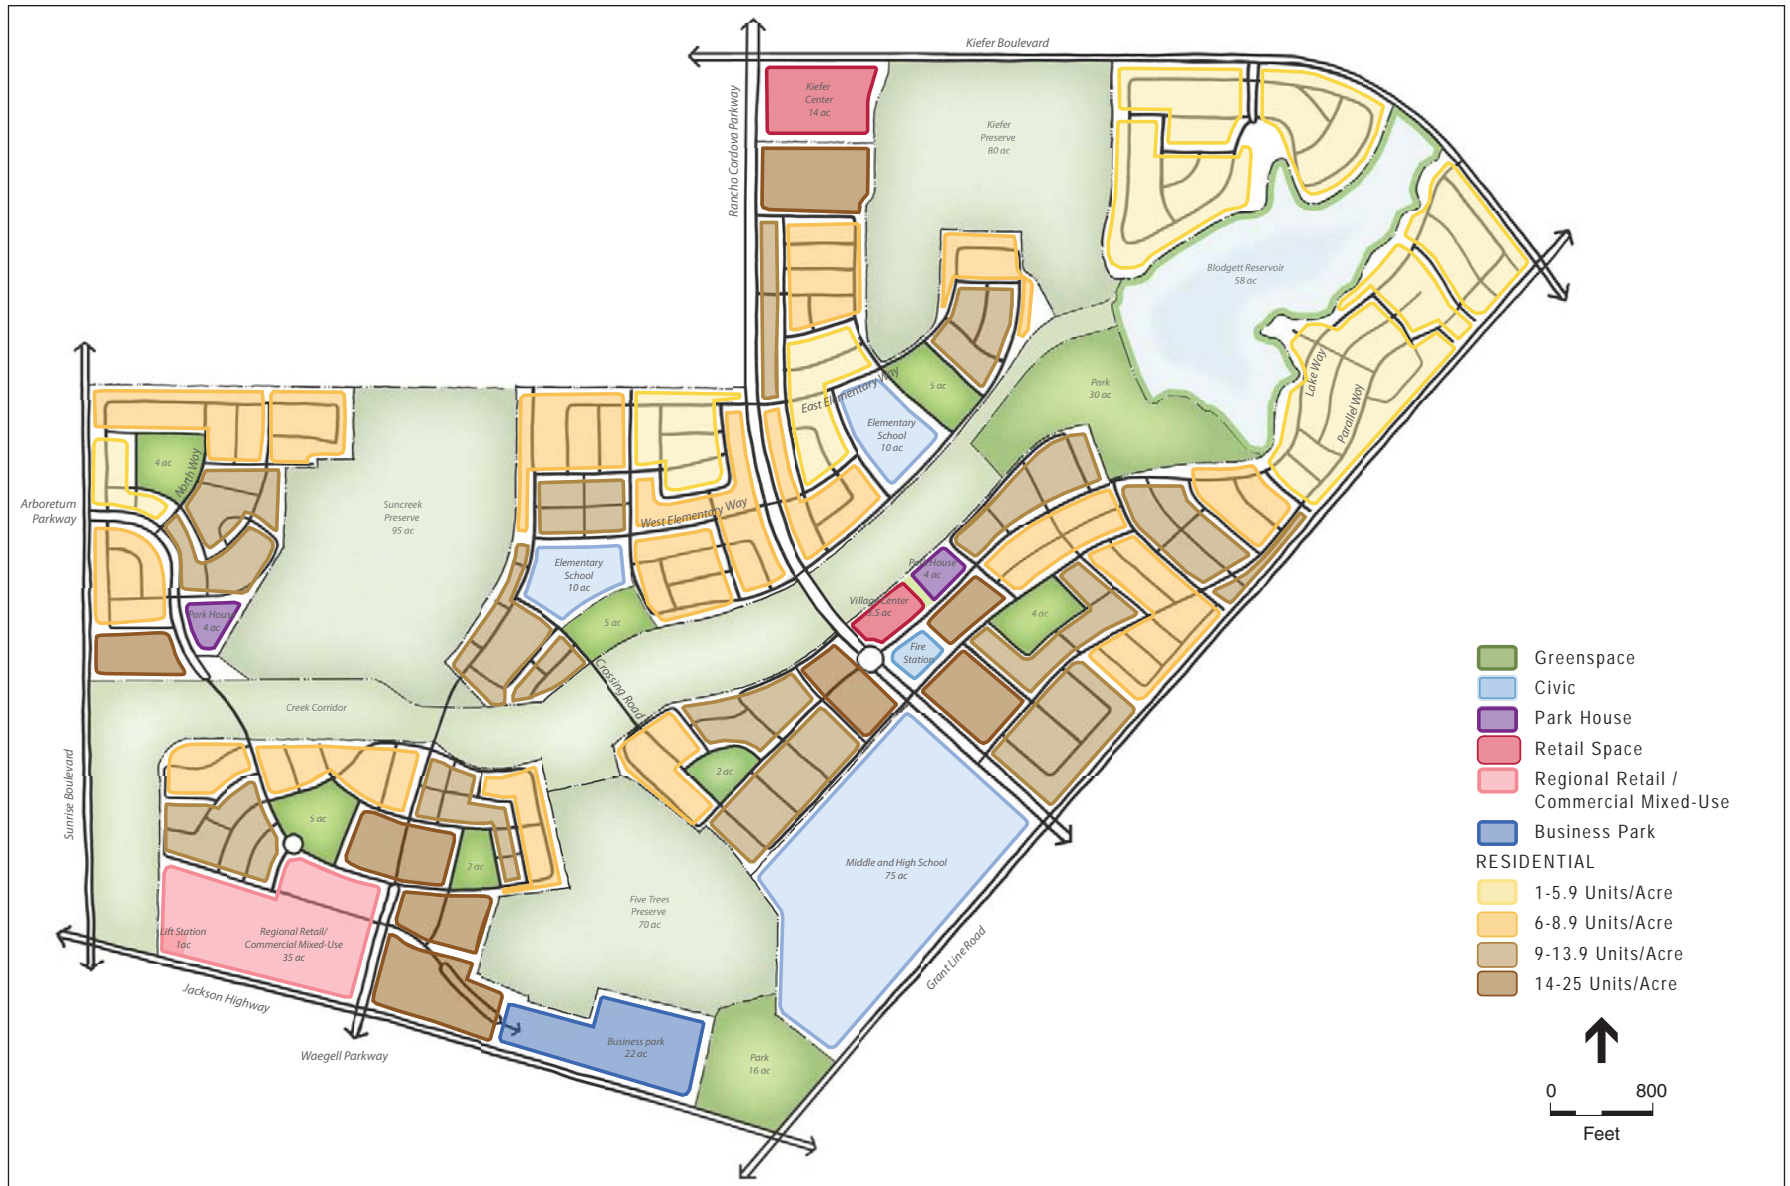 Kiefer Boulevard
Rancho Cordova Parkway
Kiefer
Center
14 ac
Kiefer
Preserve
80 ac
Blodgett Reservoir
58 ac
Lake Way
Parallel Way
Park
30 ac
5 ac
East Elementary Way
Elementary
School
10 ac
4 ac
North Way
Arboretum
Parkway
Suncreek
Preserve
95 ac
West Elementary Way
Elementary
School
10 ac
5 ac
Park House
4 ac
Park House
4 ac
Village Center
5.5 ac
Fire
Station
4 ac
Crossing Road
Creek Corridor
Sunrise Boulevard
2 ac
5 ac
2 ac
Middle and High School
75 ac
Five Trees
Preserve
70 ac
Lift Station
1ac
Regional Retail/
Commercial Mixed-Use
35 ac
Jackson Highway
Waegell Parkway
Business park
22 ac
Park
16 ac
Grant Line Road
Greenspace
Civic
Park House
Retail Space
Regional Retail /
Commercial Mixed-Use
Business Park
RESIDENTIAL
1-5.9 Units/Acre
6-8.9 Units/Acre
9-13.9 Units/Acre
14-25 Units/Acre
0 800
Feet